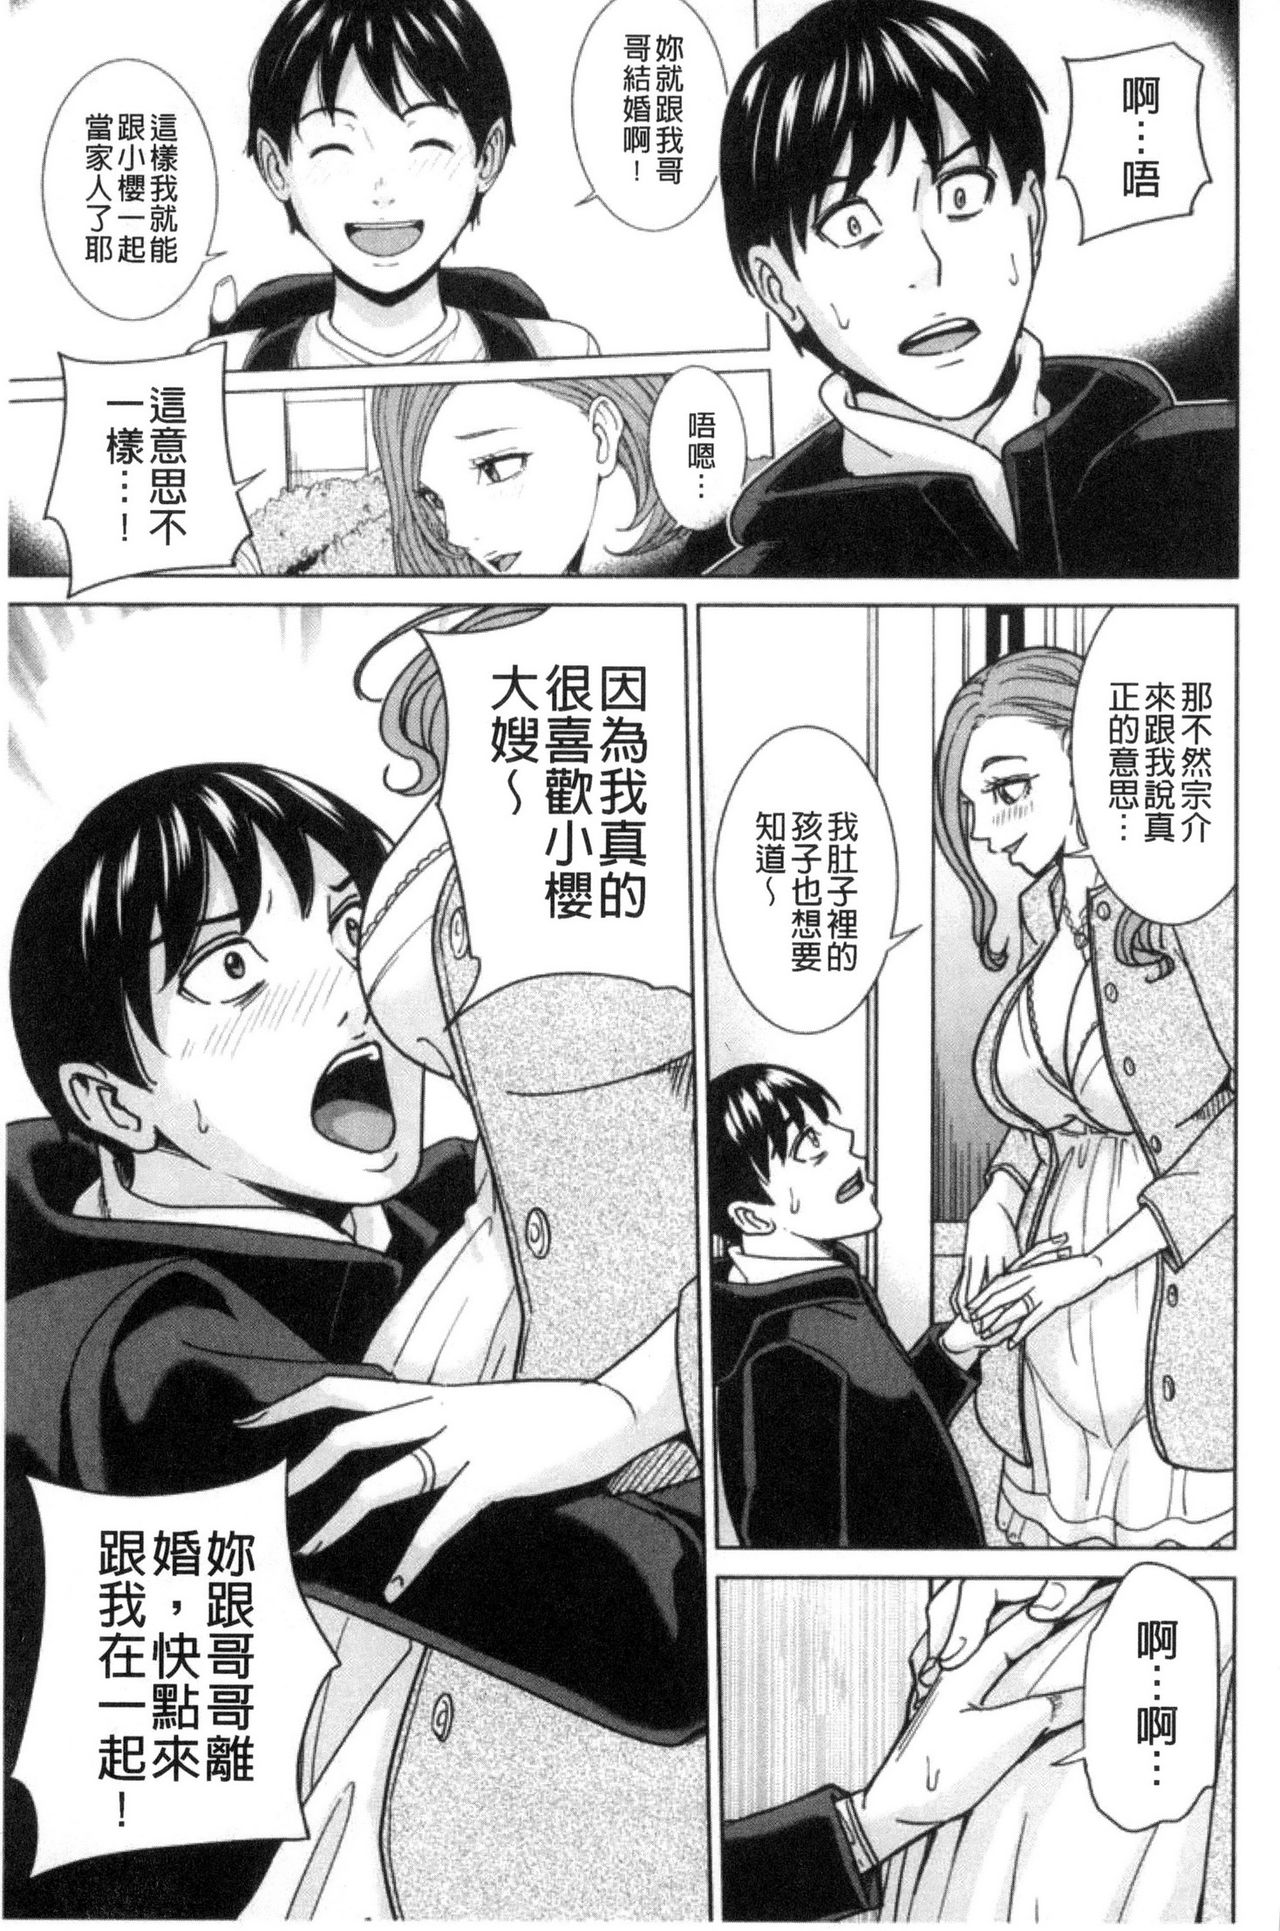 啊…唔
妳就跟我哥
哥結婚啊！
這樣我就能
跟小櫻一起
當家人了耶
唔嗯…
這意思不
一樣…！
那不然宗介
來跟我說真
正的意思…
我肚子裡的
孩子也想要
知道～
啊…啊…
因為我真的
很喜歡小櫻
大嫂～
妳跟哥哥離
婚，快點來
跟我在一起！